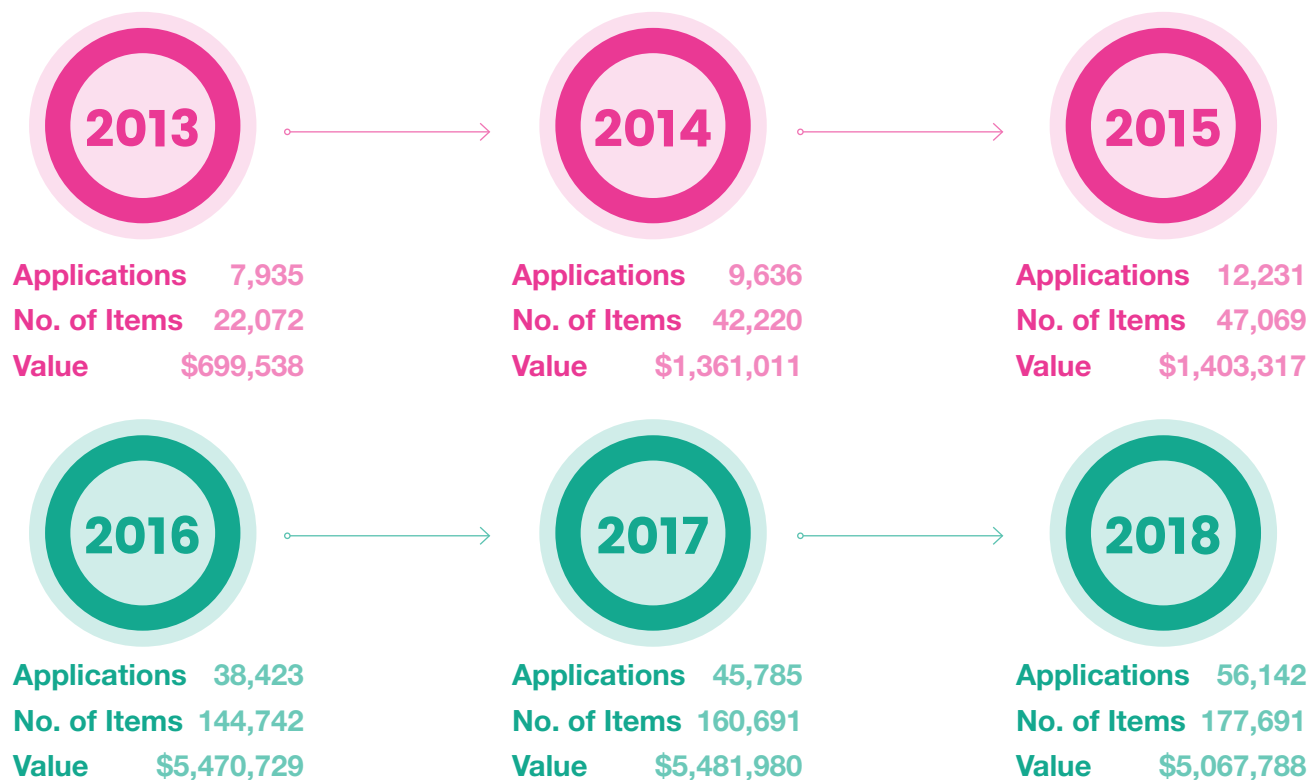 2013 2014 2015
Applications 7,935 Applications 9,636 Applications 12,231
No. of Items 22,072 No. of Items 42,220 No. of Items 47,069
Value $699,538 Value $1,361,011 Value $1,403,317
2016 2017 2018
Applications 38,423 Applications 45,785 Applications 56,142
No. of Items 144,742 No. of Items 160,691 No. of Items 177,691
Value $5,470,729 Value $5,481,980 Value $5,067,788